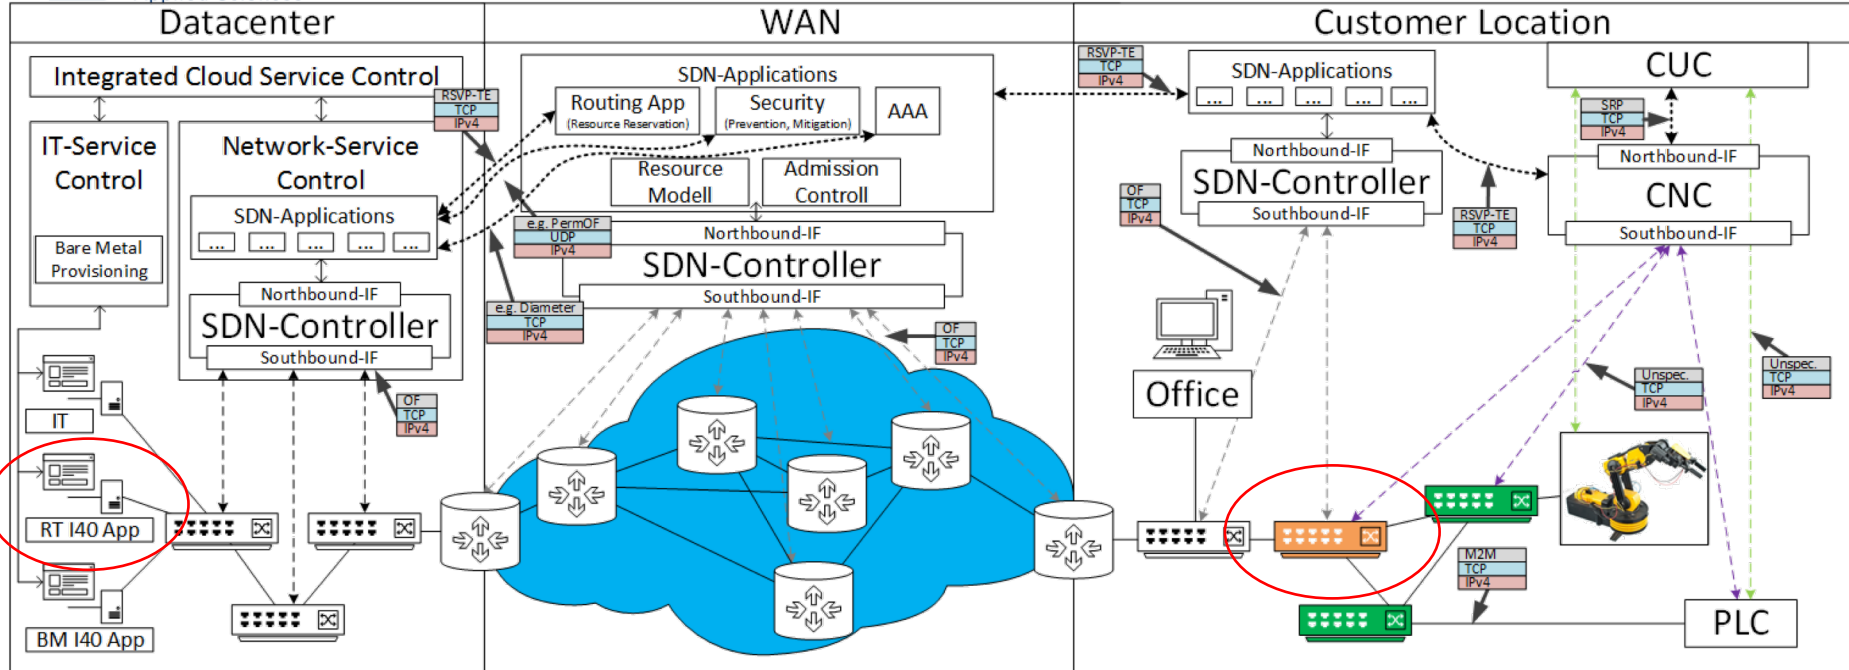 Datacenter
WAN
Customer Location
Integrated Cloud Service Control
IT-Service
Control
Network-Service
Control
SDN-Applications
... ... ... ... ...
Bare Metal
Provisioning
Northbound-IF
SDN-Controller
Southbound-IF
OF
TCP
IPv4
IT
RT I40 App
BM I40 App
RSVP-TE
TCP
IPv4
SDN-Applications
Routing App
(Resource Reservation)
Security
(Prevention, Mitigation)
AAA
Resource
Modell
Admission
Controll
e.g. PermOF
UDP
IPv4
e.g. Diameter
TCP
IPv4
Northbound-IF
SDN-Controller
Southbound-IF
OF
TCP
IPv4
RSVP-TE
TCP
IPv4
SDN-Applications
... ... ... ... ...
Northbound-IF
SDN-Controller
Southbound-IF
OF
TCP
IPv4
RSVP-TE
TCP
IPv4
CUC
SRP
TCP
IPv4
Northbound-IF
CNC
Southbound-IF
Office
Unspec.
TCP
IPv4
Unspec.
TCP
IPv4
M2M
TCP
IPv4
PLC